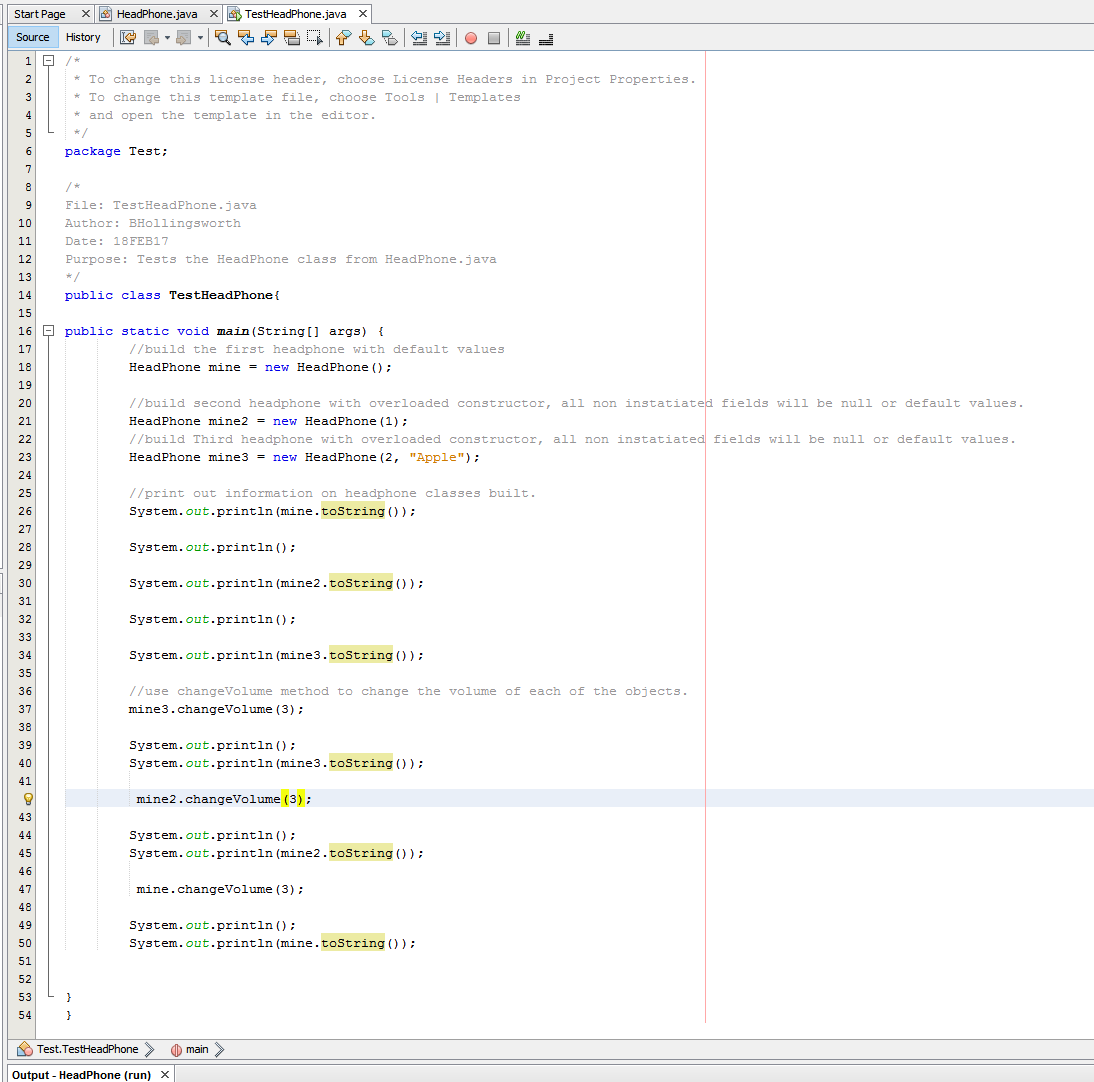 Start Page HeadPhone.java TestHeadPhone.java
Source History
1 /*
2 * To change this license header, choose License Headers in Project Properties.
3 * To change this template file, choose Tools | Templates
4 * and open the template in the editor.
5 */
6 package Test;
7
8 /*
9 File: TestHeadPhone.java
10 Author: BHollingsworth
11 Date: 18FEB17
12 Purpose: Tests the HeadPhone class from HeadPhone.java
13 */
14 public class TestHeadPhone{
15
16 public static void main(String[] args) {
17 //build the first headphone with default values
18 HeadPhone mine = new HeadPhone();
19
20 //build second headphone with overloaded constructor, all non instatiated fields will be null or default values.
21 HeadPhone mine2 = new HeadPhone(1);
22 //build Third headphone with overloaded constructor, all non instatiated fields will be null or default values.
23 HeadPhone mine3 = new HeadPhone(2, "Apple");
24
25 //print out information on headphone classes built.
26 System.out.println(mine.toString());
27
28 System.out.println();
29
30 System.out.println(mine2.toString());
31
32 System.out.println();
33
34 System.out.println(mine3.toString());
35
36 //use changeVolume method to change the volume of each of the objects.
37 mine3.changeVolume(3);
38
39 System.out.println();
40 System.out.println(mine3.toString());
41
mine2.changeVolume(3);
43
44 System.out.println();
45 System.out.println(mine2.toString());
46
47 mine.changeVolume(3);
48
49 System.out.println();
50 System.out.println(mine.toString());
51
52
53 }
54 }
Test.TestHeadPhone main
Output - HeadPhone (run)